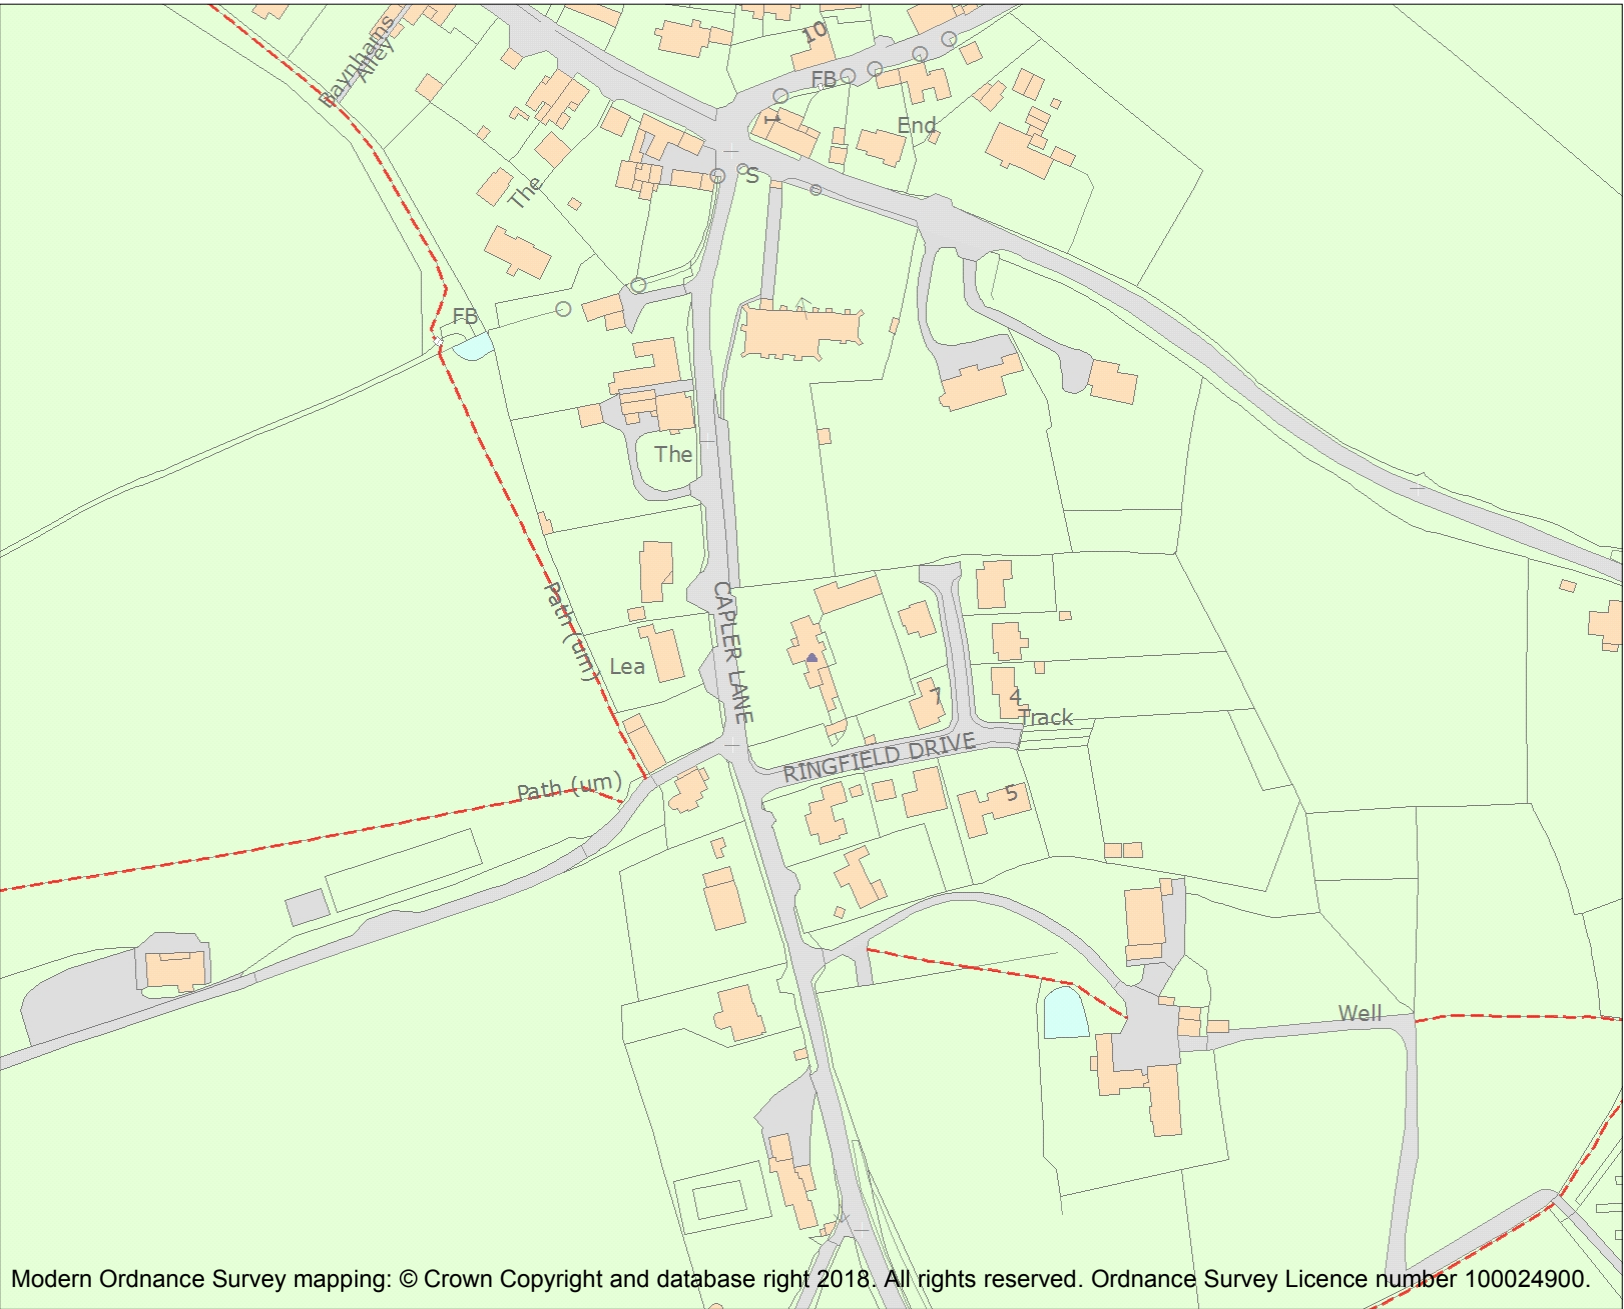 Baynhams
Alley
10
FB
1
End
S
The
FB
The
Path (um)
CAPLER LANE
Lea
7
4
Track
RINGFIELD DRIVE
Path (um)
5
Well
Modern Ordnance Survey mapping: © Crown Copyright and database right 2018. All rights reserved. Ordnance Survey Licence number 100024900.